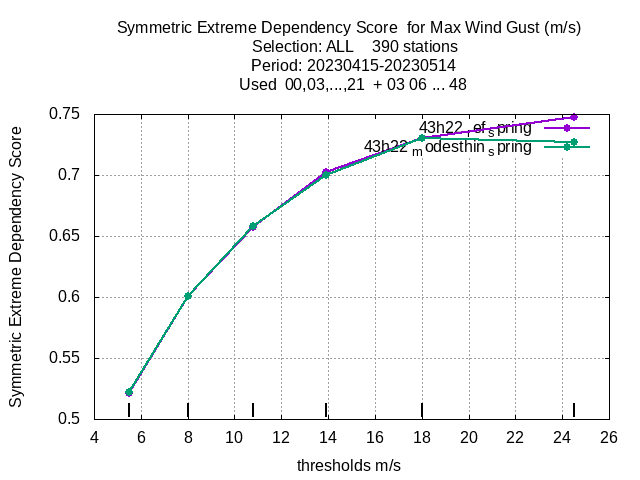 Symmetric Extreme Dependency Score for Max Wind Gust (m/s)
Selection: ALL 390 stations
Period: 20230415-20230514
Used 00,03,...,21 + 03 06 ... 48
Symmetric Extreme Dependency Score
0.75
0.7
0.65
0.6
0.55
0.5
43h22ref_spring
43h22modesthin_spring
4 6 8 10 12 14 16 18 20 22 24 26
thresholds m/s